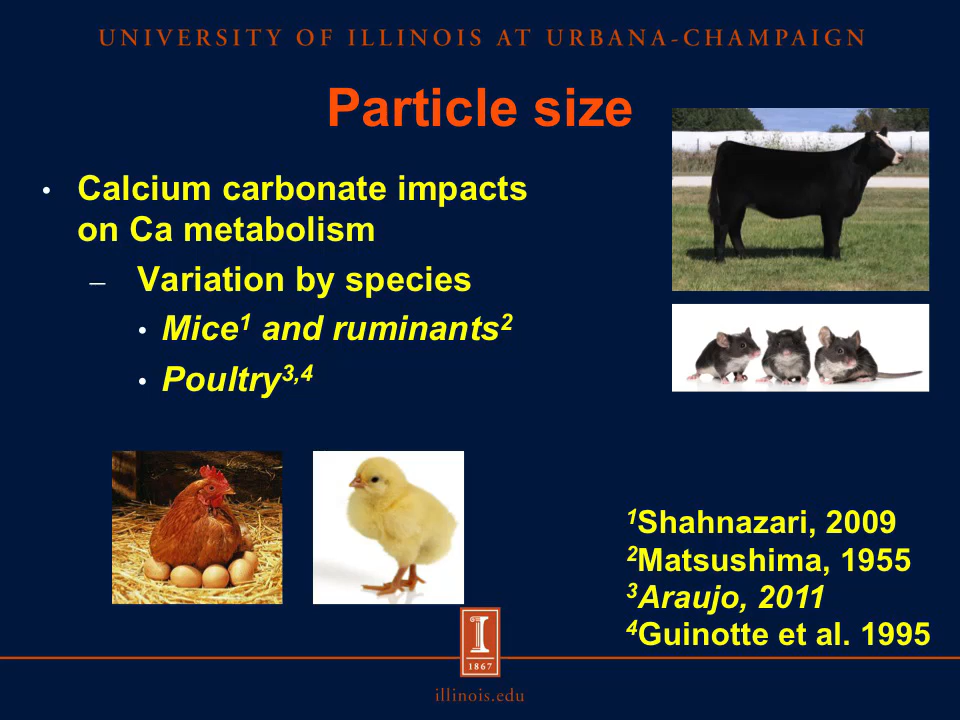 UNIVERSITY OF ILLINOIS AT URBANA-CHAMPAIGN
Particle size
• Calcium carbonate impacts
on Ca metabolism
– Variation by species
• Mice¹ and ruminants²
• Poultry³,⁴
¹Shahnazari, 2009
²Matsushima, 1955
³Araujo, 2011
⁴Guinotte et al. 1995
I
1867
illinois.edu